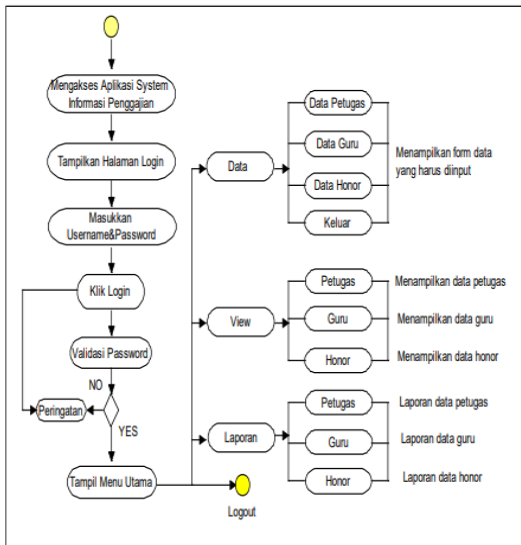 Mengakses Aplikasi System
Informasi Penggajian
Tampilkan Halaman Login
Masukkan
Username&Password
Klik Login
Validasi Password
NO
Peringatan
YES
Tampil Menu Utama
Data
Data Petugas
Data Guru
Data Honor
Keluar
Menampilkan form data
yang harus diinput
View
Petugas
Menampilkan data petugas
Guru
Menampilkan data guru
Honor
Menampilkan data honor
Laporan
Petugas
Laporan data petugas
Guru
Laporan data guru
Honor
Laporan data honor
Logout